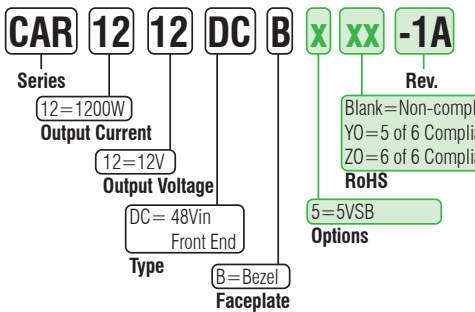 CAR 12 12 DC B x xx -1A
Series
Rev.
12=1200W
Output Current
Blank=Non-compl
YO=5 of 6 Compli
ZO=6 of 6 Compli
RoHS
12=12V
Output Voltage
DC= 48Vin
Front End
Type
5=5VSB
Options
B=Bezel
Faceplate